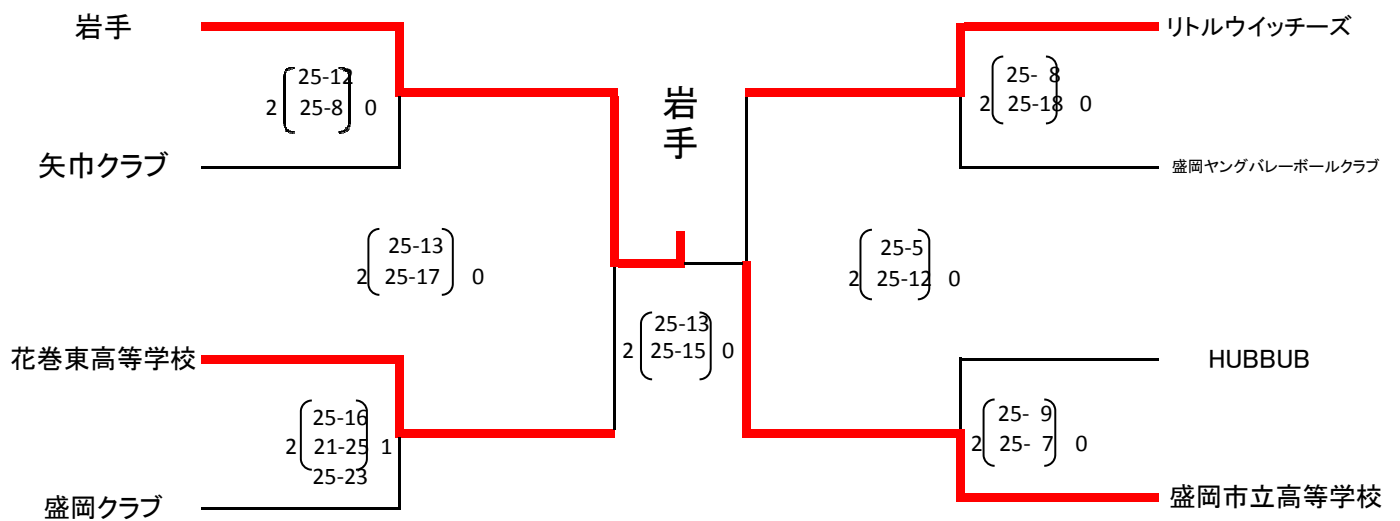 岩手
リトルウイッチーズ
25-12
2 25-8 0
25- 8
2 25-18 0
岩手
矢巾クラブ
盛岡ヤングバレーボールクラブ
25-13
2 25-17 0
25-5
2 25-12 0
25-13
2 25-15 0
花巻東高等学校
HUBBUB
25-16
2 21-25 1
25-23
25- 9
2 25- 7 0
盛岡クラブ
盛岡市立高等学校